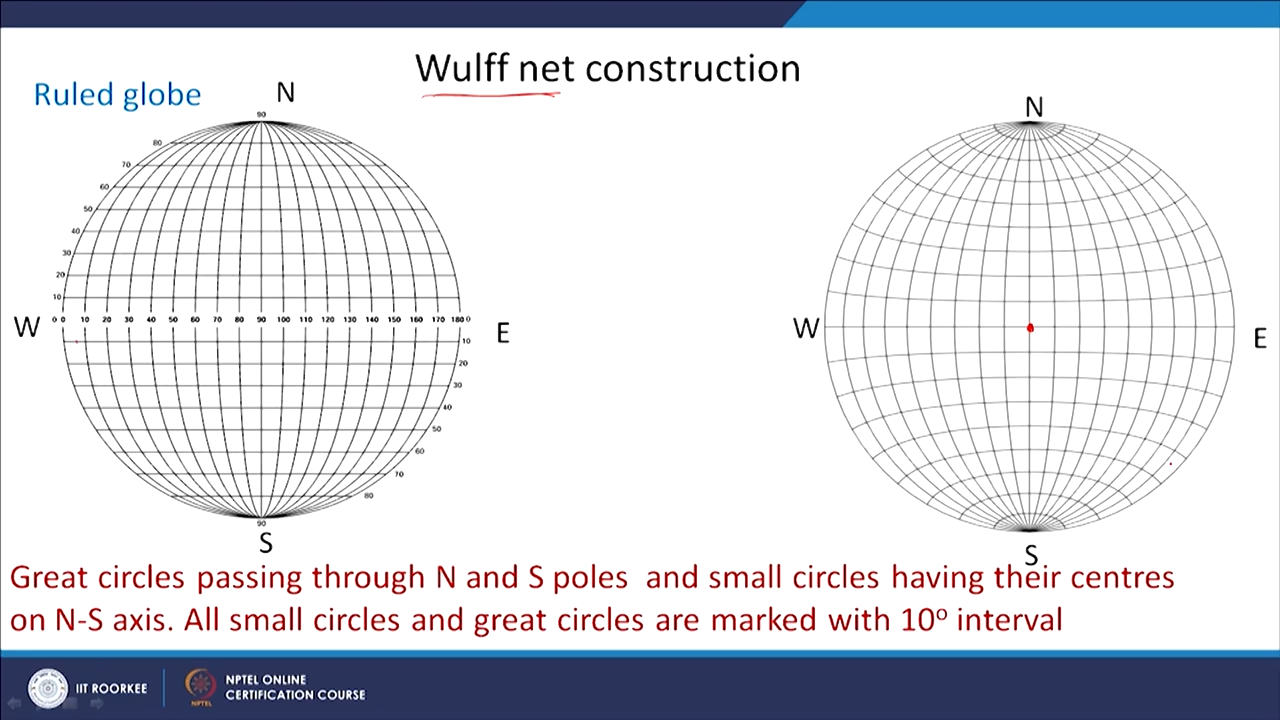 Wulff net construction
Ruled globe
N
N
90
80
70
60
50
40
30
20
10
W
0 0 10 20 30 40 50 60 70 80 90 100 110 120 130 140 150 160 170 180 0
E
W
E
10
20
30
40
50
60
70
80
90
S
S
Great circles passing through N and S poles and small circles having their centres
on N-S axis. All small circles and great circles are marked with 10º interval
IIT ROORKEE
NPTEL
NPTEL ONLINE
CERTIFICATION COURSE